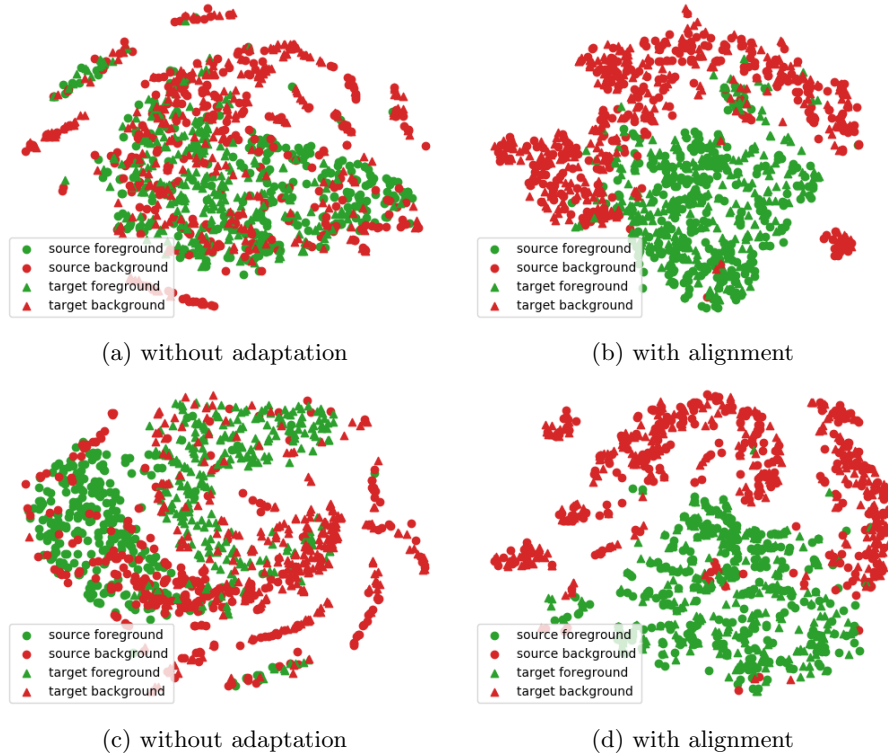 source foreground
source background
target foreground
target background
source foreground
source background
target foreground
target background
(a) without adaptation
(b) with alignment
source foreground
source background
target foreground
target background
source foreground
source background
target foreground
target background
(c) without adaptation
(d) with alignment